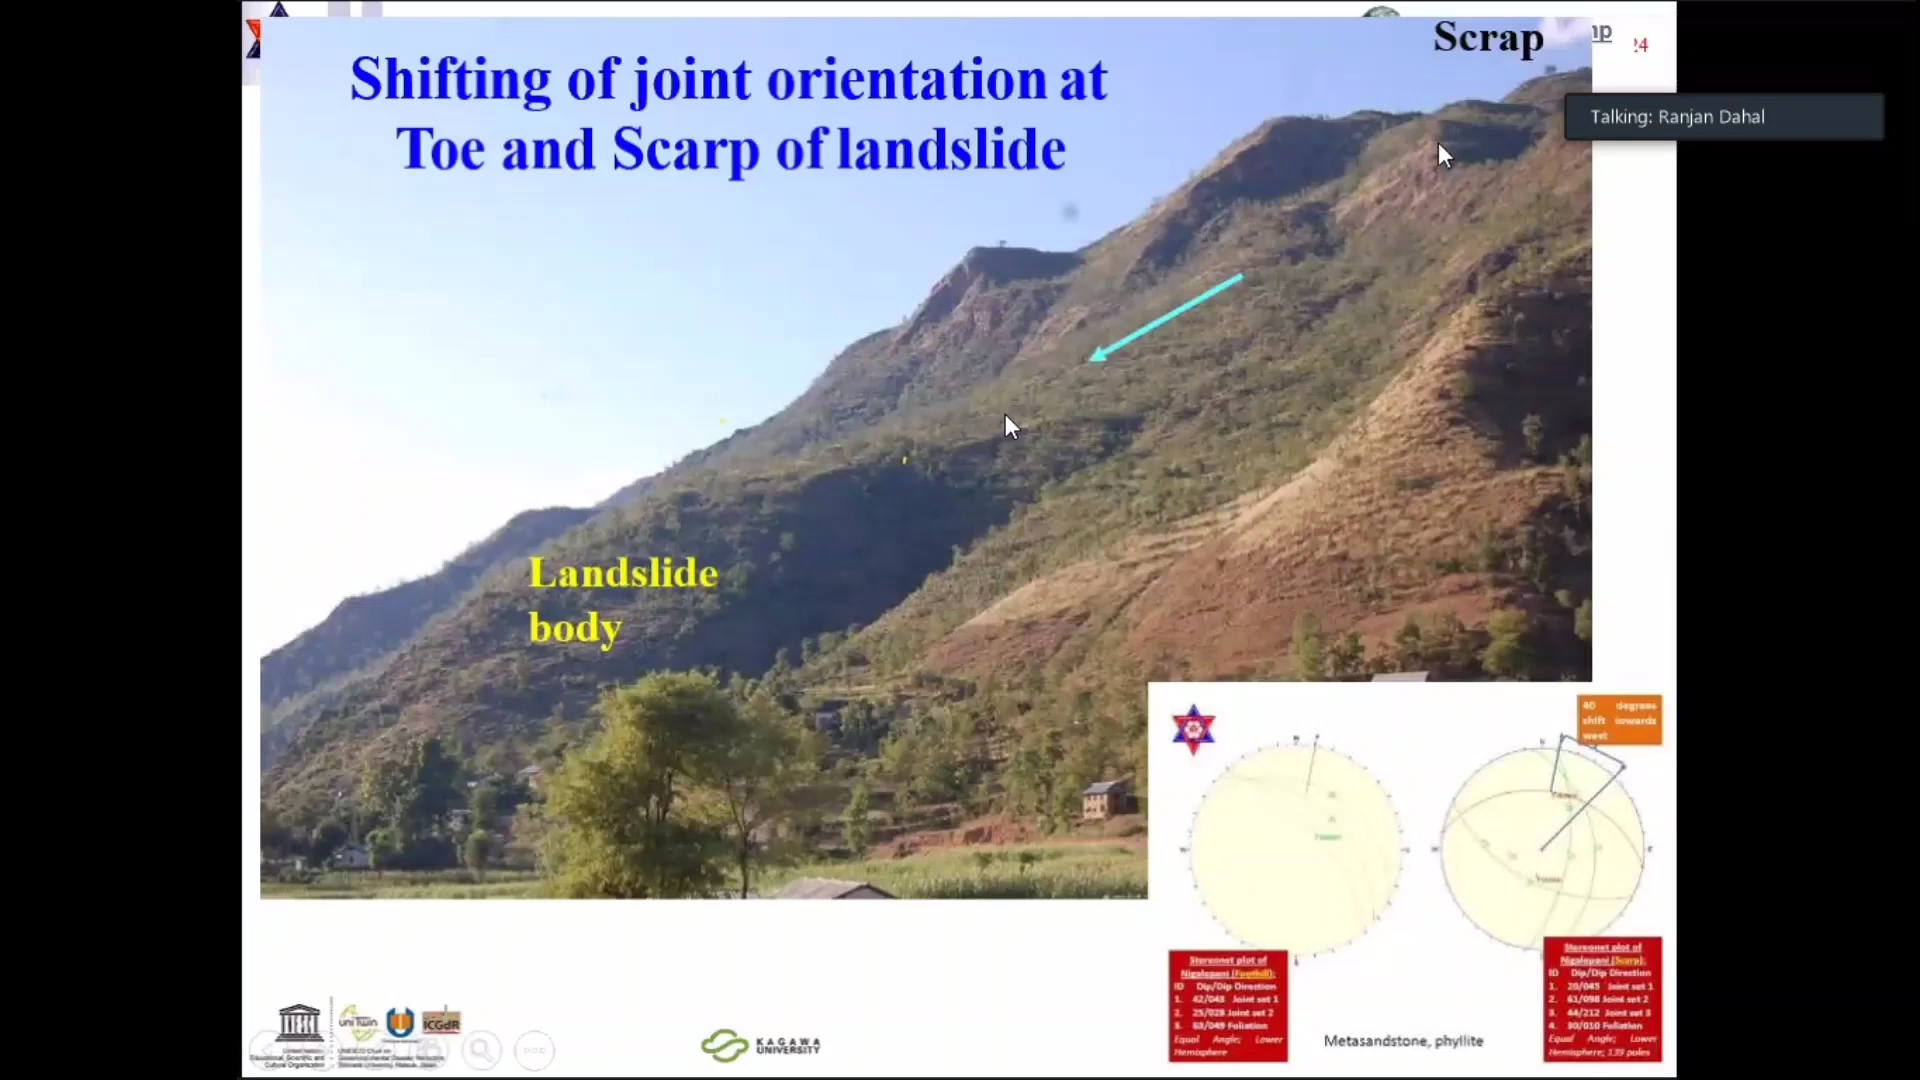 Scrap
24
Talking: Ranjan Dahal
Shifting of joint orientation at
Toe and Scarp of landslide
Landslide
body
40 degrees
shift towards
west
Stereonet plot of
Nigalepani (Foothill):
ID Dip/Dip Direction
1. 42/043 Joint set 1
2. 25/028 Joint set 2
3. 63/049 Foliation
Equal Angle; Lower
Hemisphere
Stereonet plot of
Nigalepani (Scarp):
ID Dip/Dip Direction
1. 20/045 Joint set 1
2. 61/098 Joint set 2
3. 44/212 Joint set 3
4. 30/010 Foliation
Equal Angle; Lower
Hemisphere; 139 poles
Metasandstone, phyllite
uniTwin
ICGdR
KAGAWA
UNIVERSITY